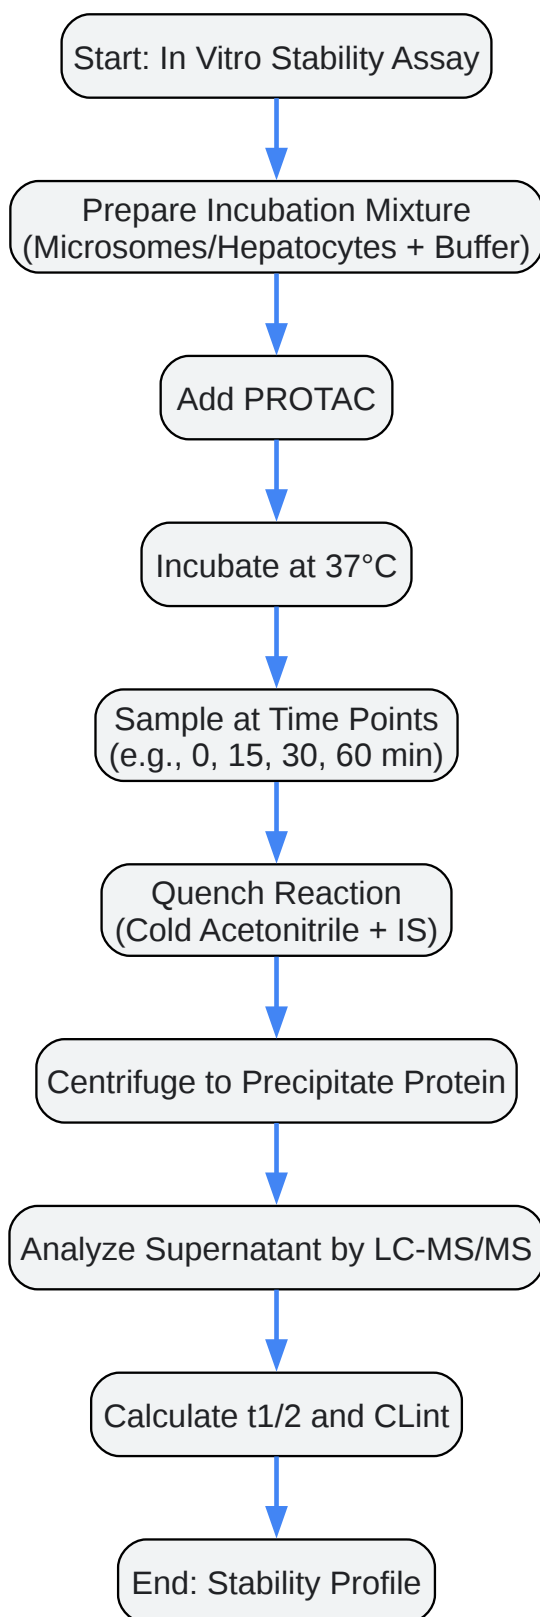 Start: In Vitro Stability Assay
Prepare Incubation Mixture
(Microsomes/Hepatocytes + Buffer)
Add PROTAC
Incubate at 37°C
Sample at Time Points
(e.g., 0, 15, 30, 60 min)
Quench Reaction
(Cold Acetonitrile + IS)
Centrifuge to Precipitate Protein
Analyze Supernatant by LC-MS/MS
Calculate t1/2 and CLint
End: Stability Profile